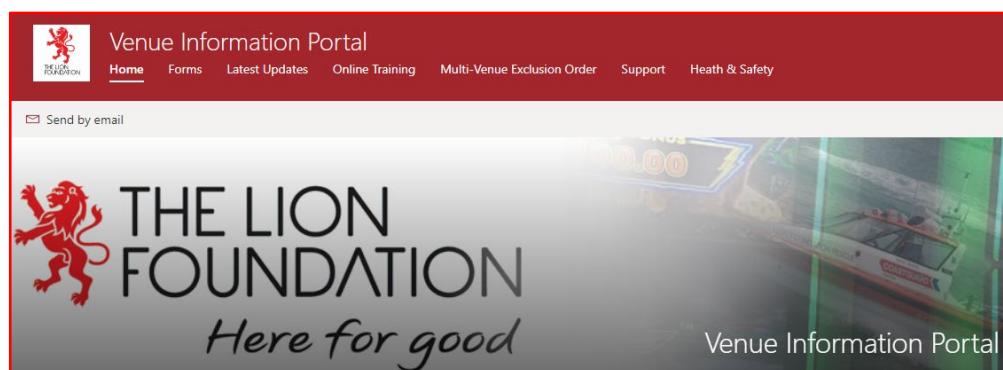 THE LION
FOUNDATION
Venue Information Portal
Home Forms Latest Updates Online Training Multi-Venue Exclusion Order Support Heath & Safety
Send by email
THE LION
FOUNDATION
Here for good
Venue Information Portal